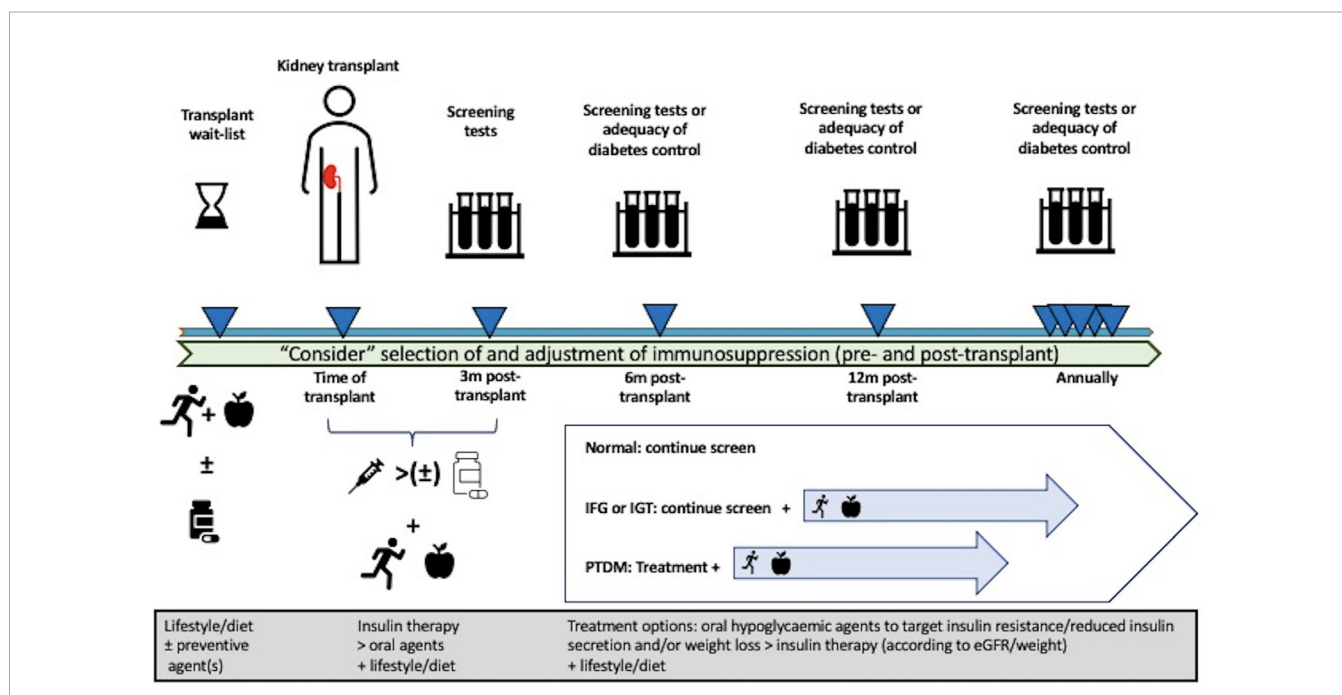 Kidney transplant
Transplant
wait-list
Screening
tests
Screening tests or
adequacy of
diabetes control
Screening tests or
adequacy of
diabetes control
Screening tests or
adequacy of
diabetes control
“Consider” selection of and adjustment of immunosuppression (pre- and post-transplant)
Time of
transplant
3m post-
transplant
6m post-
transplant
12m post-
transplant
Annually
+
±
>(±)
+
Normal: continue screen
IFG or IGT: continue screen +
PTDM: Treatment +
Lifestyle/diet
± preventive
agent(s)
Insulin therapy
> oral agents
+ lifestyle/diet
Treatment options: oral hypoglycaemic agents to target insulin resistance/reduced insulin
secretion and/or weight loss > insulin therapy (according to eGFR/weight)
+ lifestyle/diet